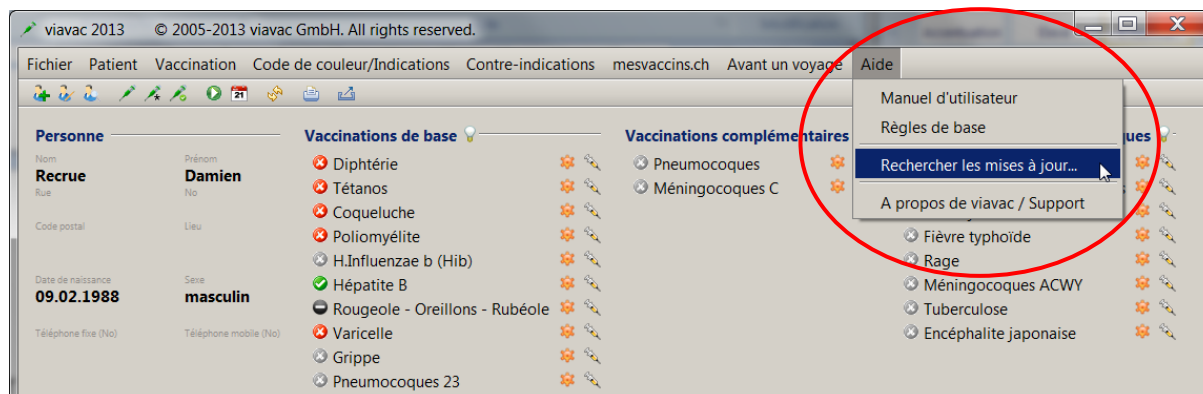 viavac 2013 © 2005-2013 viavac GmbH. All rights reserved.
Fichier Patient Vaccination Code de couleur/Indications Contre-indications mesvaccins.ch Avant un voyage Aide
21
Manuel d'utilisateur
Règles de base
Rechercher les mises à jour...
A propos de viavac / Support
Personne
Nom Prénom
Recrue Damien
Rue No
Code postal Lieu
Date de naissance Sexe
09.02.1988 masculin
Téléphone fixe (No) Téléphone mobile (No)
Vaccinations de base
Diphtérie
Tétanos
Coqueluche
Poliomyélite
H.Influenzae b (Hib)
Hépatite B
Rougeole - Oreillons - Rubéole
Varicelle
Grippe
Pneumocoques 23
Vaccinations complémentaires
Pneumocoques
Méningocoques C
Fièvre typhoïde
Rage
Méningocoques ACWY
Tuberculose
Encéphalite japonaise